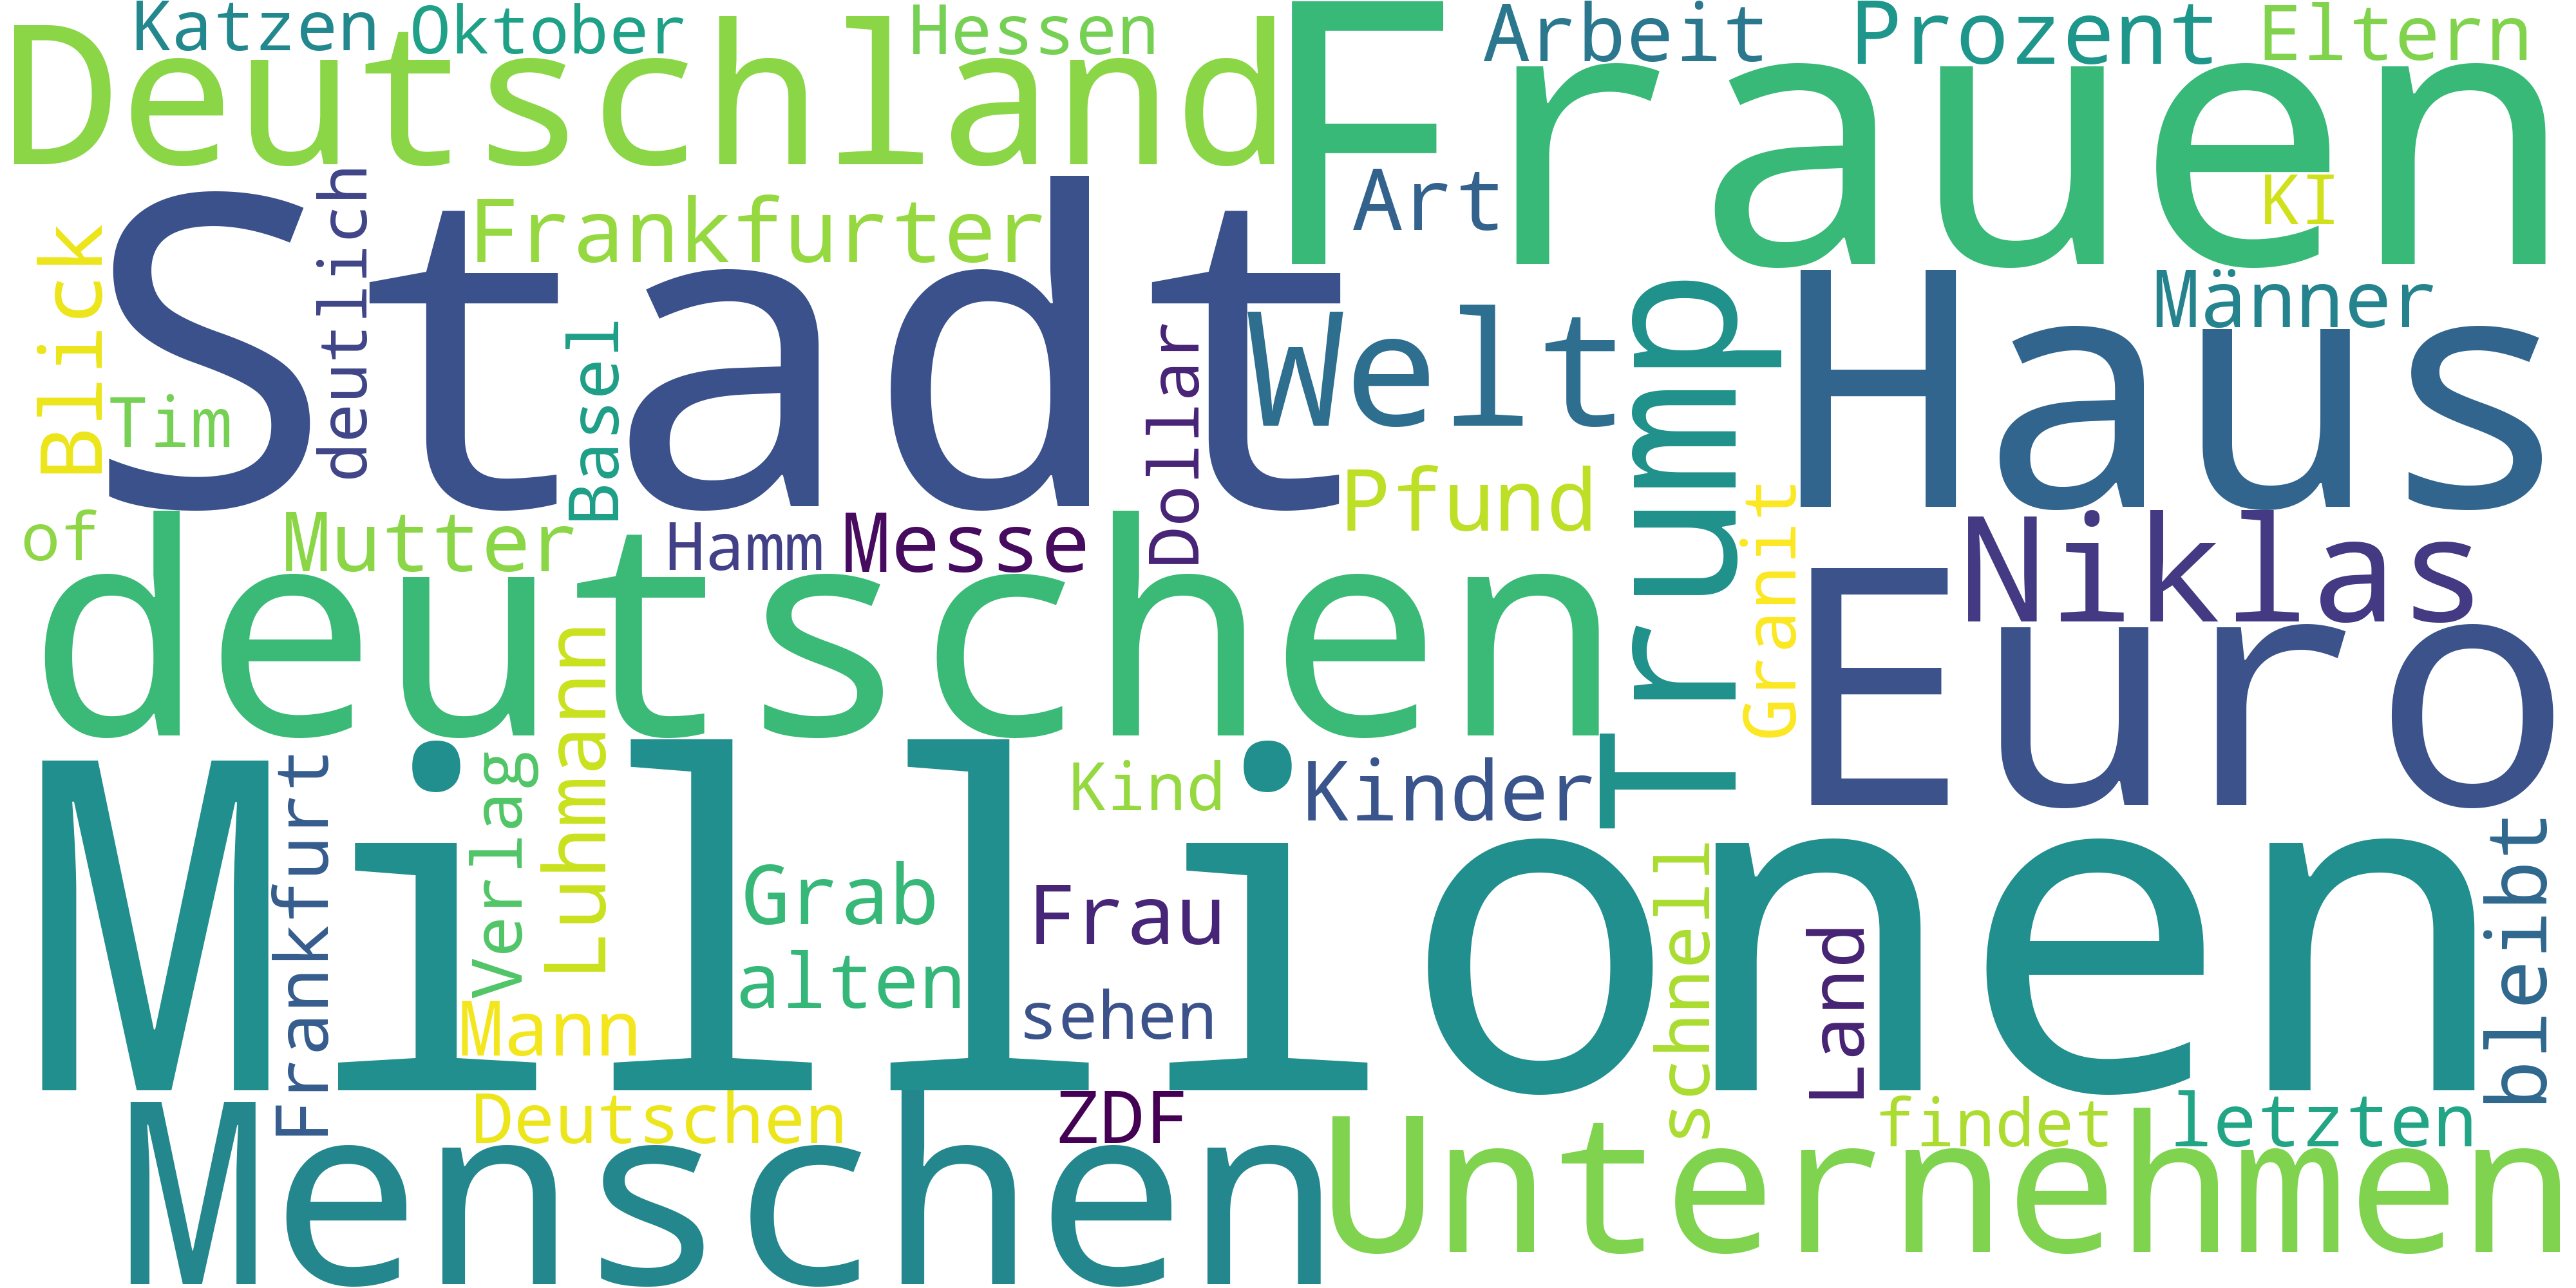 Katzen
Oktober
Hessen
Arbeit
Prozent
Eltern
Deutschland
Frauen
Art
KI
Frankfurter
deutlich
Blick
Stadt
Tim
Basel
Dollar
Welt
Trump
Männer
Haus
Pfund
Granit
Niklas
of
Mutter
Hamm
Messe
deutschen
Euro
Luhmann
Verlag
Frankfurt
Kind
Kinder
Millionen
Grab
Frau
alten
sehen
Mann
schnell
Land
bleibt
Deutschen
ZDF
findet
letzten
Menschen
Unternehmen